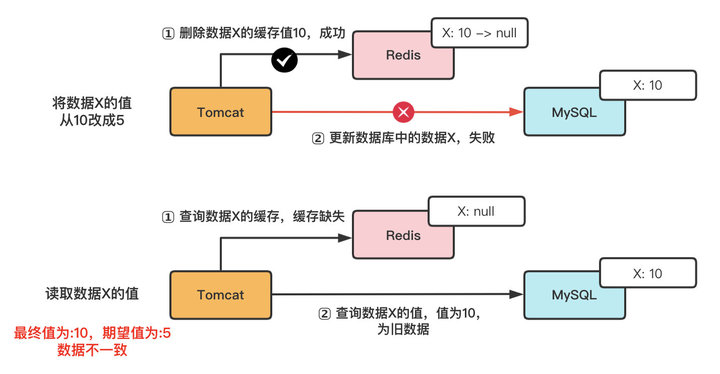 ① 删除数据X的缓存值10，成功
X: 10 -> null
Redis
将数据X的值
从10改成5
Tomcat
X: 10
MySQL
② 更新数据库中的数据X，失败
① 查询数据X的缓存，缓存缺失
X: null
Redis
读取数据X的值
Tomcat
X: 10
MySQL
② 查询数据X的值，值为10，
为旧数据
最终值为:10，期望值为:5
数据不一致